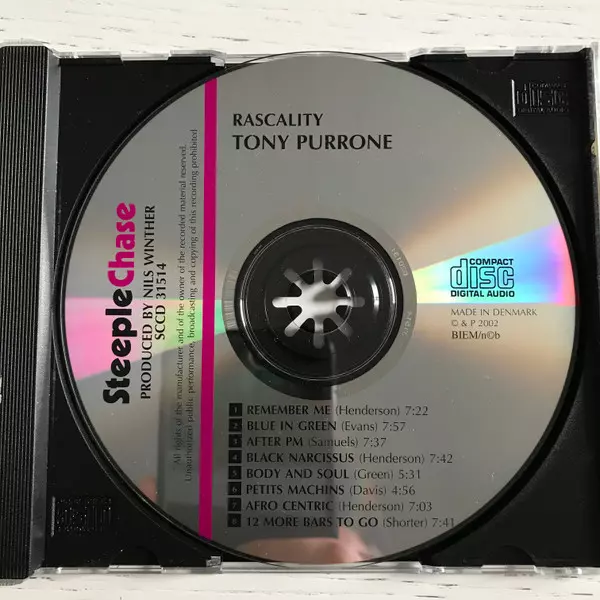 RASCALITY
TONY PURRONE
SteepleChase
PRODUCED BY NILS WINTHER
SCCD 31514
All rights of the manufacturer and of the owner of the recorded material reserved.
Unauthorized public performance, broadcasting and copying of this recording prohibited
COMPACT
disc
DIGITAL AUDIO
MADE IN DENMARK
© & P 2002
BIEM/n©b
1 REMEMBER ME (Henderson) 7:22
2 BLUE IN GREEN (Evans) 7:57
3 AFTER PM (Samuels) 7:37
4 BLACK NARCISSUS (Henderson) 7:42
5 BODY AND SOUL (Green) 5:31
6 PETITS MACHINS (Davis) 4:56
7 AFRO CENTRIC (Henderson) 7:03
8 12 MORE BARS TO GO (Shorter) 7:41
COMPACT
disc
DIGITAL AUDIO